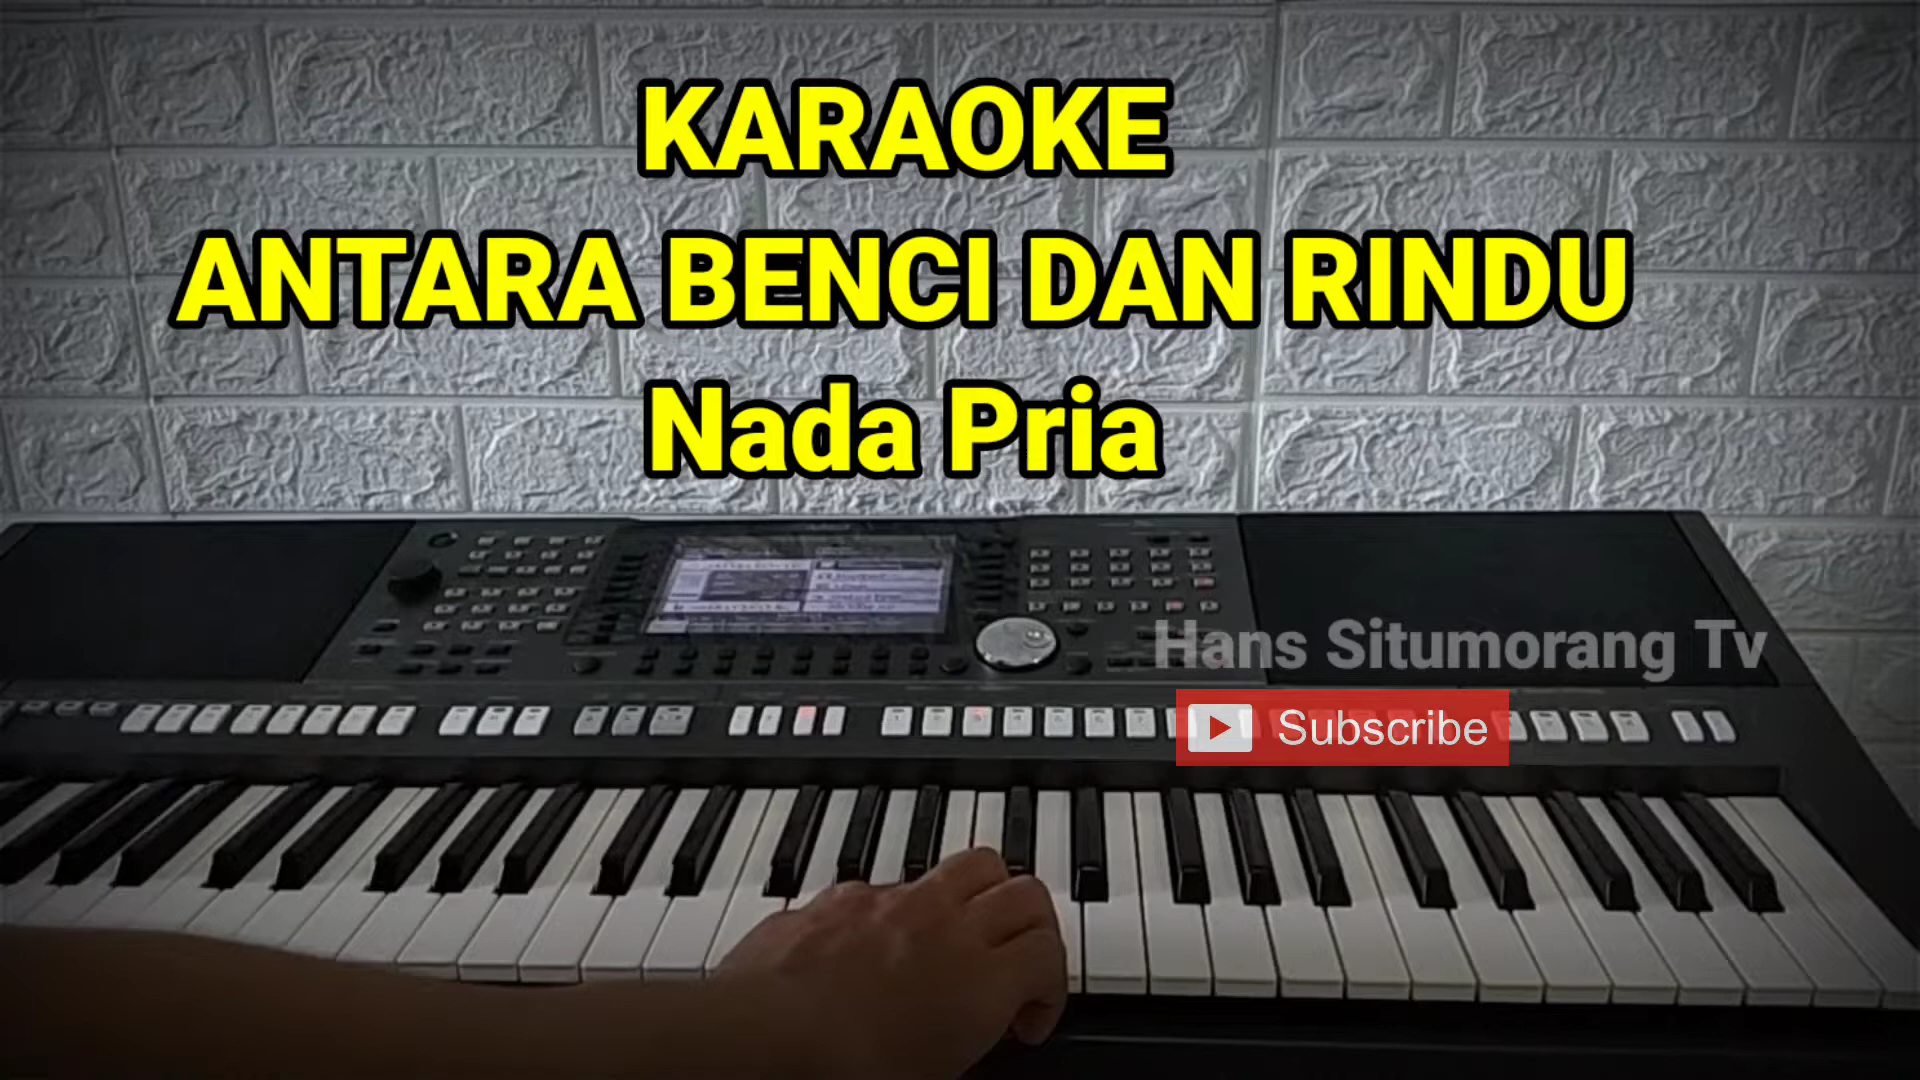 KARAOKE
ANTARA BENCI DAN RINDU
Nada Pria
Hans Situmorang Tv
Subscribe